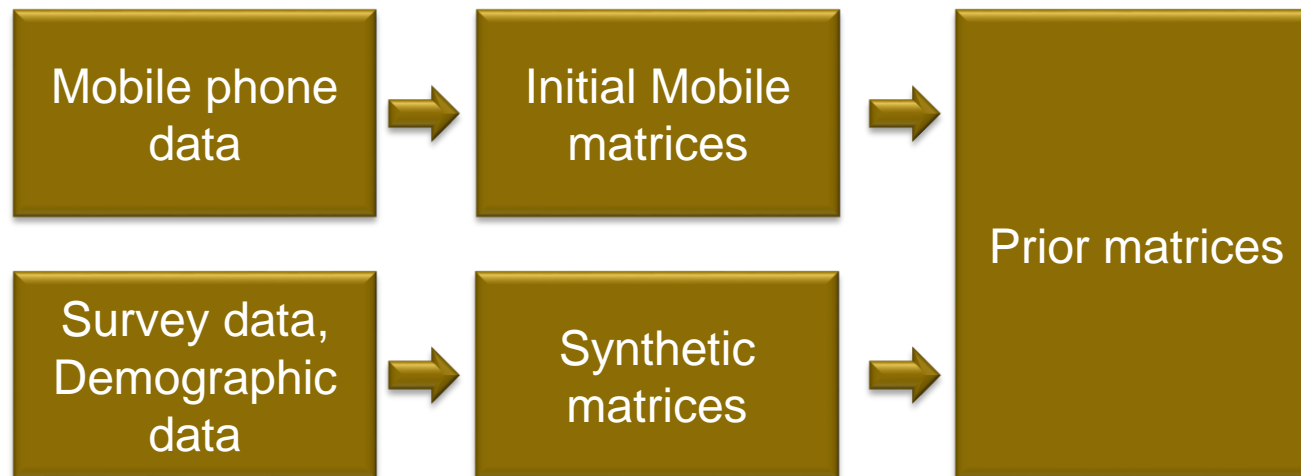 Mobile phone
data
Initial Mobile
matrices
Prior matrices
Survey data,
Demographic
data
Synthetic
matrices